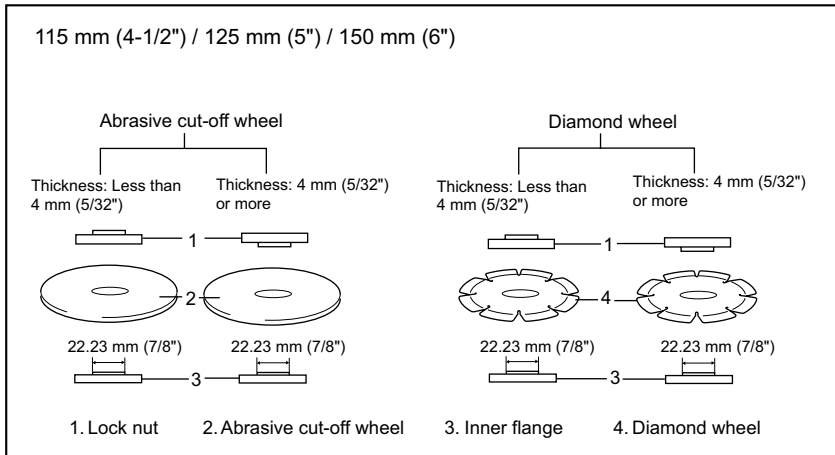 115 mm (4-1/2") / 125 mm (5") / 150 mm (6")
Abrasive cut-off wheel
Thickness: Less than
4 mm (5/32")
Thickness: 4 mm (5/32")
or more
1
2
22.23 mm (7/8")
22.23 mm (7/8")
3
Diamond wheel
Thickness: Less than
4 mm (5/32")
Thickness: 4 mm (5/32")
or more
1
4
22.23 mm (7/8")
22.23 mm (7/8")
3
1. Lock nut 2. Abrasive cut-off wheel 3. Inner flange 4. Diamond wheel